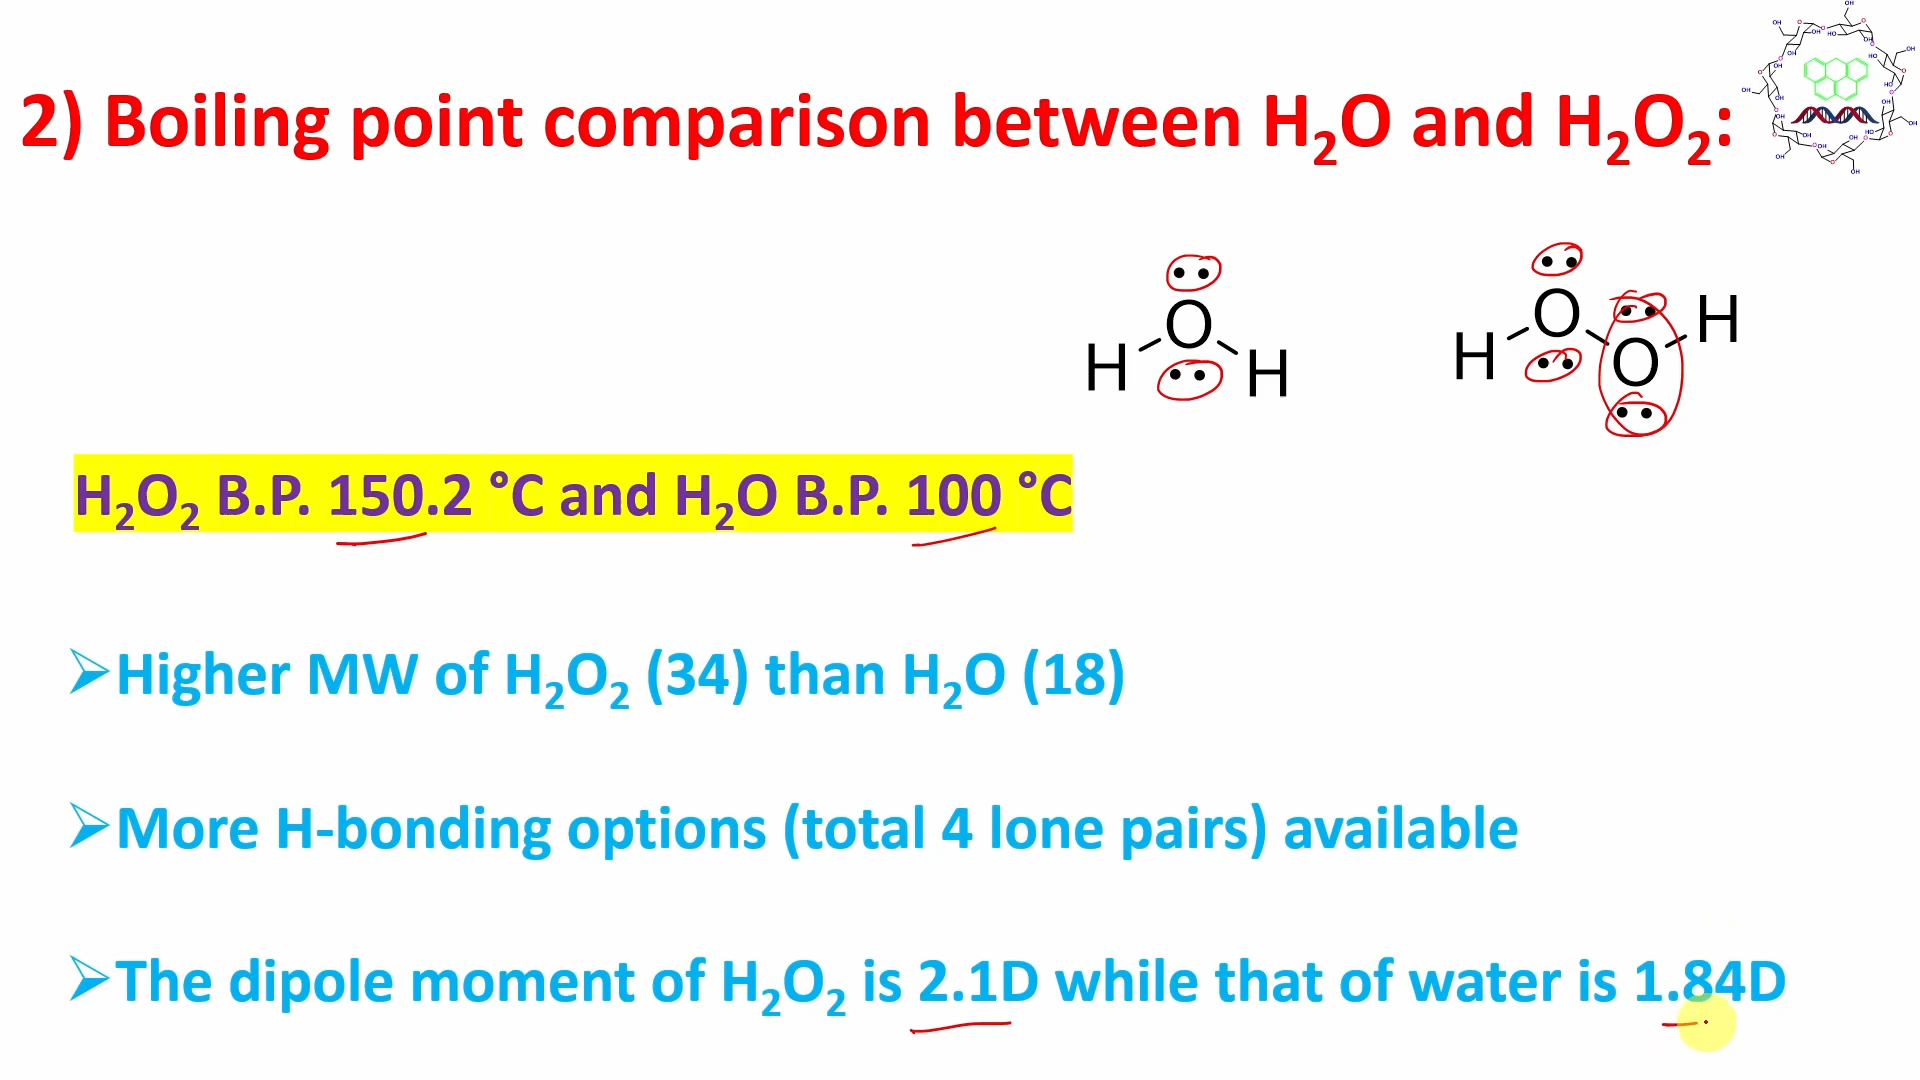 2) Boiling point comparison between H₂O and H₂O₂:
H O H
H O O H
H₂O₂ B.P. 150.2 °C and H₂O B.P. 100 °C
Higher MW of H₂O₂ (34) than H₂O (18)
More H-bonding options (total 4 lone pairs) available
The dipole moment of H₂O₂ is 2.1D while that of water is 1.84D